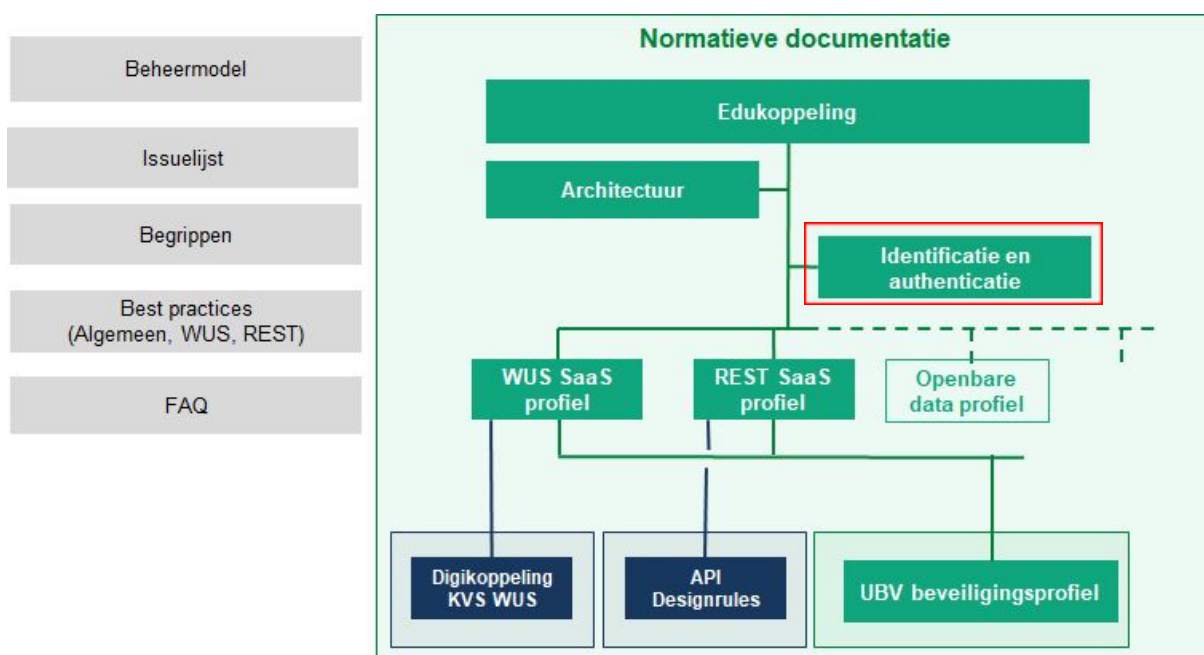 Beheermodel
Issuelijst
Begrippen
Best practices
(Algemeen, WUS, REST)
FAQ
Normatieve documentatie
Edukoppeling
Architectuur
Identificatie en
authenticatie
WUS SaaS
profiel
REST SaaS
profiel
Openbare
data profiel
Digikoppeling
KVS WUS
API
Designrules
UBV beveiligingsprofiel